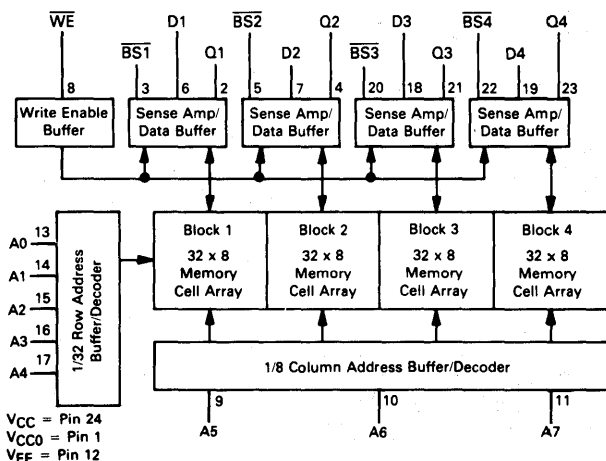 WE D1 BS2 Q2 D3 BS4 Q4
BS1 Q1 D2 BS3 Q3 D4
8 3 6 2 5 7 4 20 18 21 22 19 23
Write Enable
Buffer
Sense Amp/
Data Buffer
Sense Amp/
Data Buffer
Sense Amp/
Data Buffer
Sense Amp/
Data Buffer
A0 13
A1 14
A2 15
A3 16
A4 17
1/32 Row Address
Buffer/Decoder
Block 1
32 x 8
Memory
Cell Array
Block 2
32 x 8
Memory
Cell Array
Block 3
32 x 8
Memory
Cell Array
Block 4
32 x 8
Memory
Cell Array
1/8 Column Address Buffer/Decoder
9 10 11
A5 A6 A7
VCC = Pin 24
VCC0 = Pin 1
VEE = Pin 12